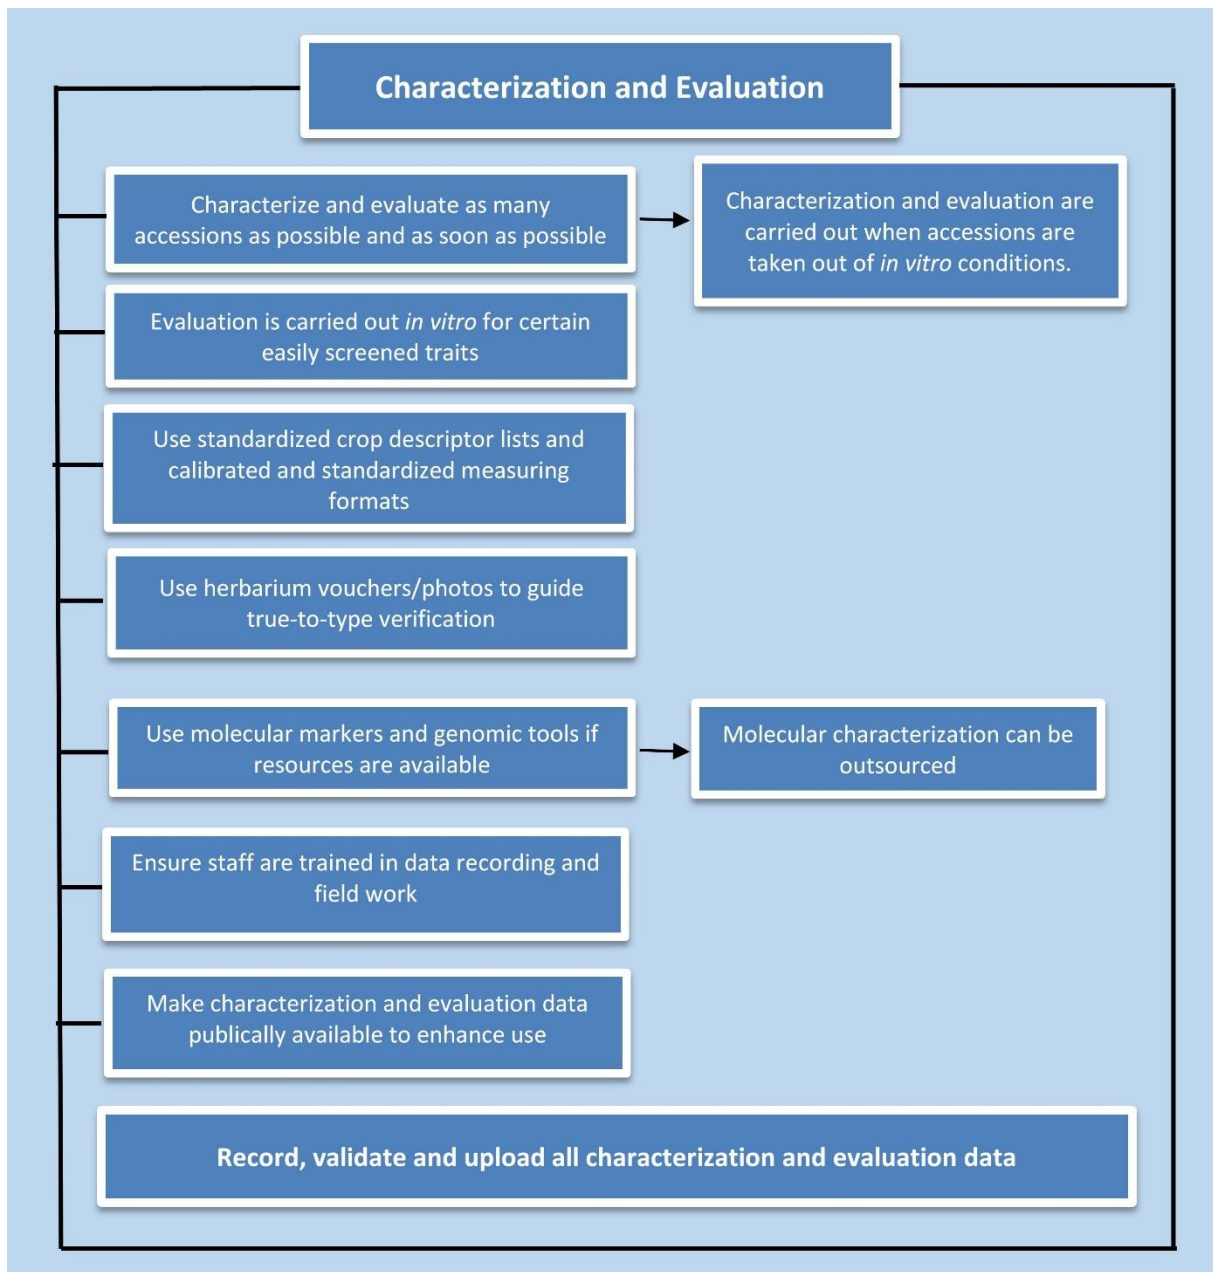 Characterization and Evaluation
Characterize and evaluate as many
accessions as possible and as soon as possible
Characterization and evaluation are
carried out when accessions are
taken out of in vitro conditions.
Evaluation is carried out in vitro for certain
easily screened traits
Use standardized crop descriptor lists and
calibrated and standardized measuring
formats
Use herbarium vouchers/photos to guide
true-to-type verification
Use molecular markers and genomic tools if
resources are available
Molecular characterization can be
outsourced
Ensure staff are trained in data recording and
field work
Make characterization and evaluation data
publically available to enhance use
Record, validate and upload all characterization and evaluation data